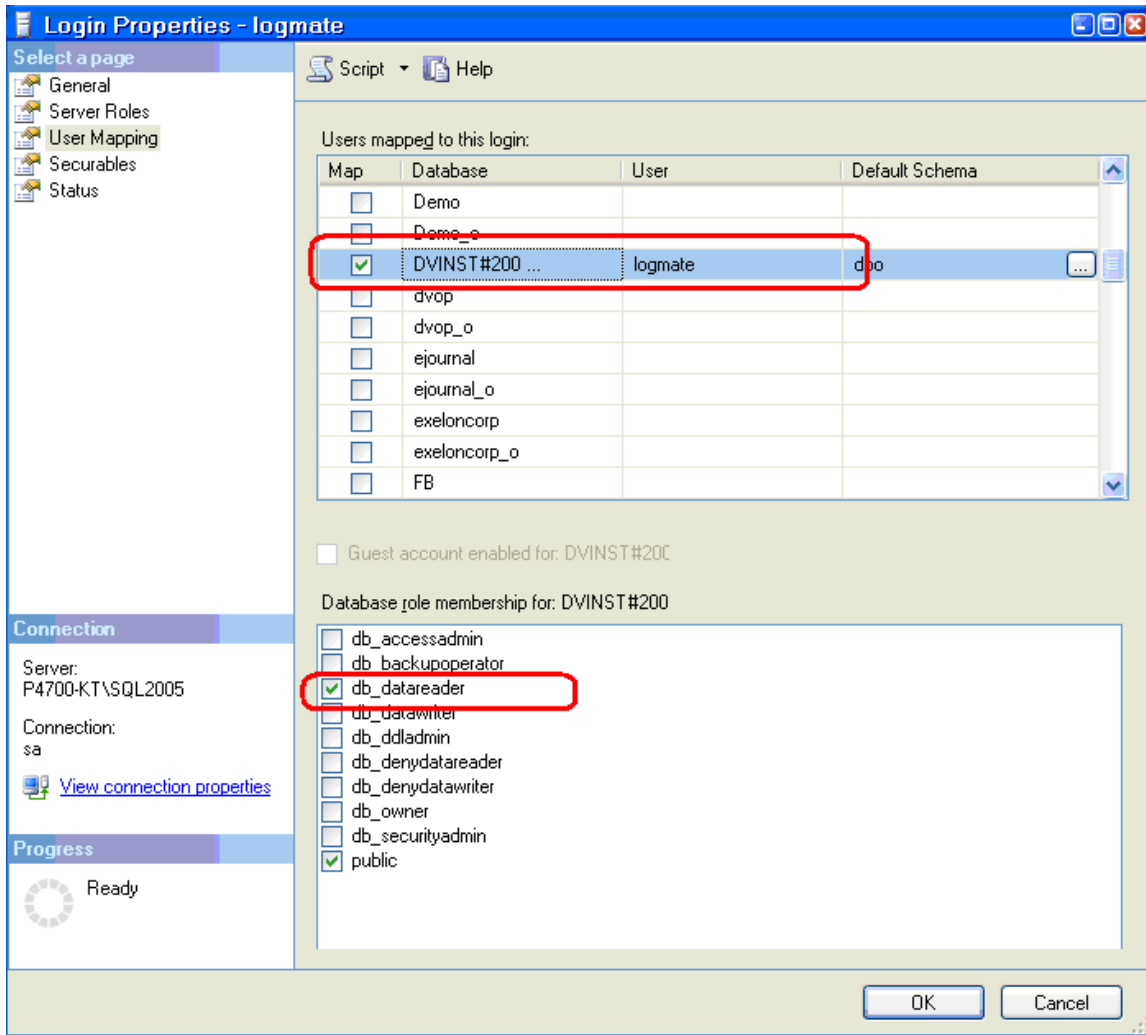 Login Properties - logmate
Select a page
General
Server Roles
User Mapping
Securables
Status
Script Help
Users mapped to this login:
Map Database User Default Schema
Demo
Demo_o
DVINST#200 ... logmate dbo ...
dvop
dvop_o
ejournal
ejournal_o
exeloncorp
exeloncorp_o
FB
Guest account enabled for: DVINST#200
Database role membership for: DVINST#200
db_accessadmin
db_backupoperator
db_datareader
db_datawriter
db_ddladmin
db_denydatareader
db_denydatawriter
db_owner
db_securityadmin
public
Connection
Server:
P4700-KT\SQL2005
Connection:
sa
View connection properties
Progress
Ready
OK Cancel